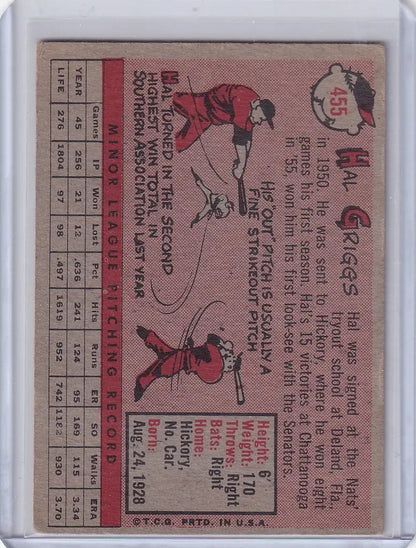 455
HAL GRIGGS
Hal was signed at the Nats'
tryout school at Deland, Fla.,
in 1950. He was sent to Hickory, where he won eight
games his first season. Hal's 15 victories at Chattanooga
in 55, won him his first look-see with the Senators.
HIS "OUT" PITCH IS USUALLY A
FINE STRIKEOUT PITCH
HAL TURNED IN THE SECOND
HIGHEST WIN TOTAL IN
SOUTHERN ASSOCIATION LAST YEAR
Height: 6'
Weight: 170
Throws: Right
Bats: Right
Home:
Hickory,
No. Car.
Born:
Aug. 24, 1928
MINOR LEAGUE PITCHING RECORD
Games IP Won Lost Pct Hits Runs ER SO Walks ERA
YEAR 45 256 21 12 .636 241 124 95 169 115 3.34
LIFE 276 1804 97 98 .497 1619 952 742 1182 930 3.70
© T.C.G. PRTD. IN U.S.A.